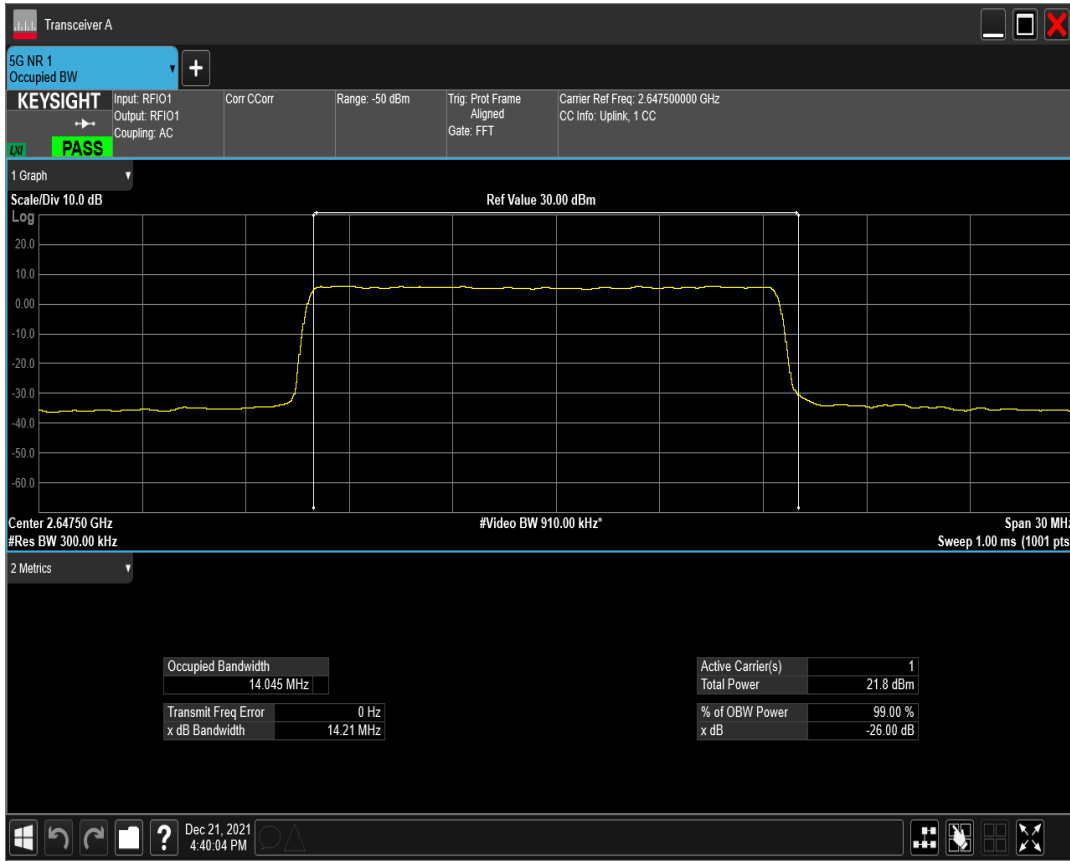 Transceiver A
5G NR 1
Occupied BW
KEYSIGHT
Input: RFIO1
Output: RFIO1
Coupling: AC
Corr CCorr
Range: -50 dBm
Trig: Prot Frame
Aligned
Gate: FFT
Carrier Ref Freq: 2.647500000 GHz
CC Info: Uplink, 1 CC
LXI
PASS
1 Graph
Scale/Div 10.0 dB
Ref Value 30.00 dBm
Log
20.0
10.0
0.00
-10.0
-20.0
-30.0
-40.0
-50.0
-60.0
Center 2.64750 GHz
#Video BW 910.00 kHz*
Span 30 MHz
#Res BW 300.00 kHz
Sweep 1.00 ms (1001 pts
2 Metrics
Occupied Bandwidth
14.045 MHz
Transmit Freq Error 0 Hz
x dB Bandwidth 14.21 MHz
Active Carrier(s) 1
Total Power 21.8 dBm
% of OBW Power 99.00 %
x dB -26.00 dB
?
Dec 21, 2021
4:40:04 PM